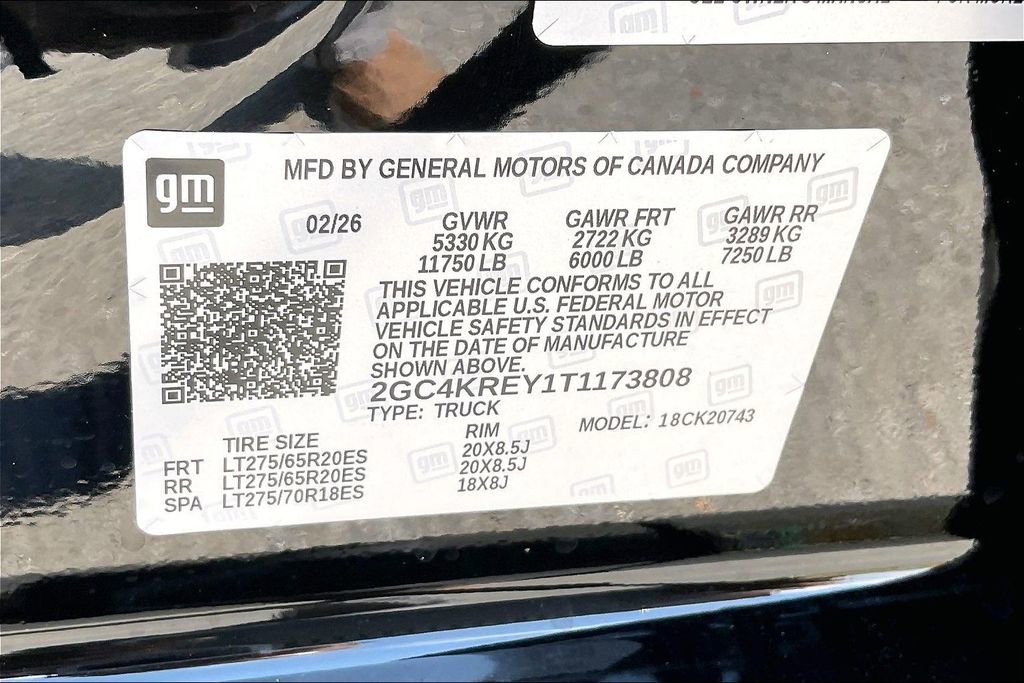 gm
MFD BY GENERAL MOTORS OF CANADA COMPANY
02/26
GVWR GAWR FRT GAWR RR
5330 KG 2722 KG 3289 KG
11750 LB 6000 LB 7250 LB
THIS VEHICLE CONFORMS TO ALL
APPLICABLE U.S. FEDERAL MOTOR
VEHICLE SAFETY STANDARDS IN EFFECT
ON THE DATE OF MANUFACTURE
SHOWN ABOVE.
2GC4KREY1T1173808
TYPE: TRUCK MODEL: 18CK20743
TIRE SIZE RIM
FRT LT275/65R20ES 20X8.5J
RR LT275/65R20ES 20X8.5J
SPA LT275/70R18ES 18X8J